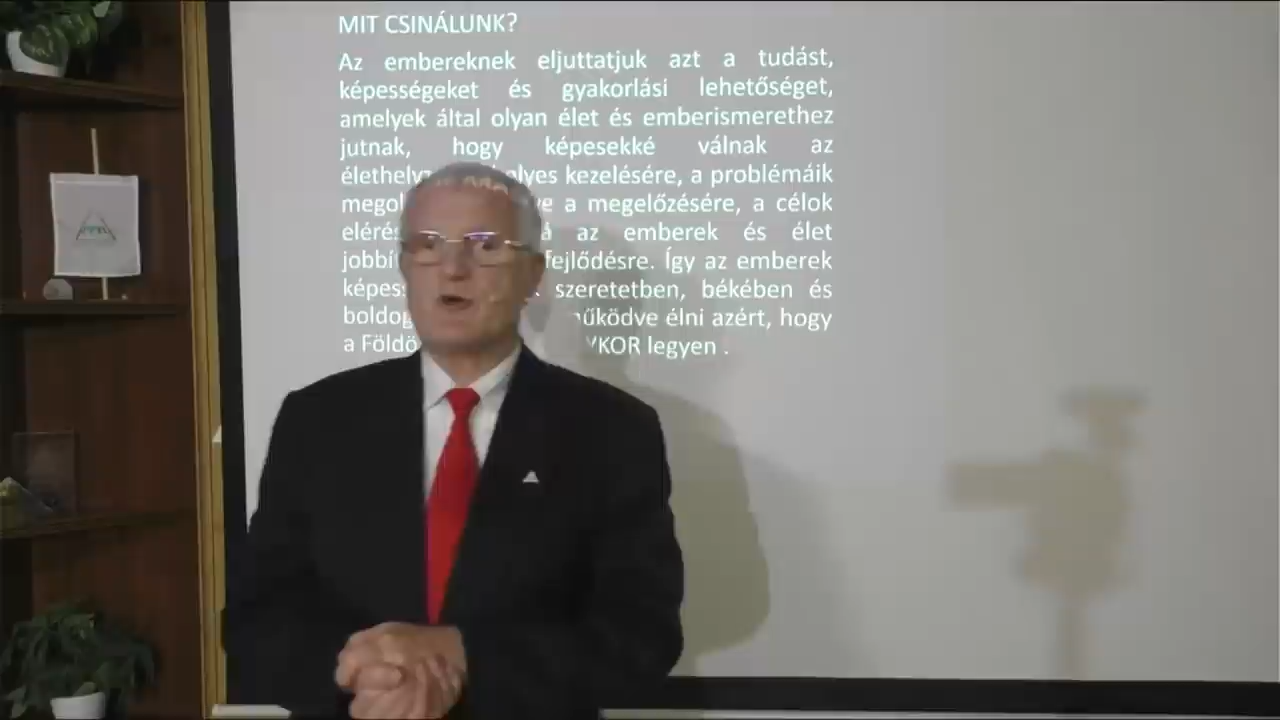 MIT CSINÁLUNK?
Az embereknek eljuttatjuk azt a tudást,
képességeket és gyakorlási lehetőséget,
amelyek által olyan élet és emberismerethez
jutnak, hogy képesekké válnak az
kezelésére, a problémáik
a megelőzésére, a célok
az emberek és élet
fejlődésre. Így az emberek
szeretetben, békében és
élni azért, hogy
a legyen .